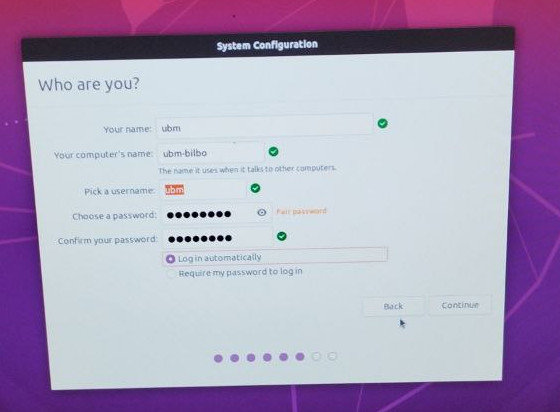 System Configuration
Who are you?
Your name: ubm
Your computer's name: ubm-bilbo
The name it uses when it talks to other computers.
Pick a username: ubm
Choose a password: ●●●●●●●● Fair password
Confirm your password: ●●●●●●●●
Log in automatically
Require my password to log in
Back Continue